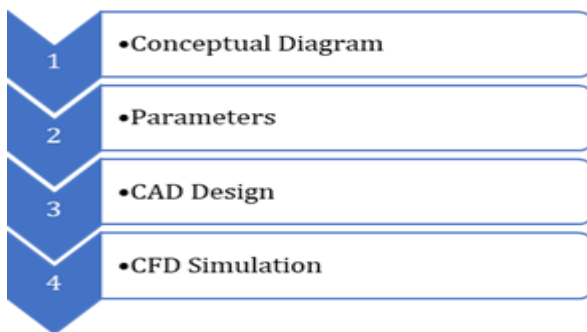 1
•Conceptual Diagram
2
•Parameters
3
•CAD Design
4
•CFD Simulation